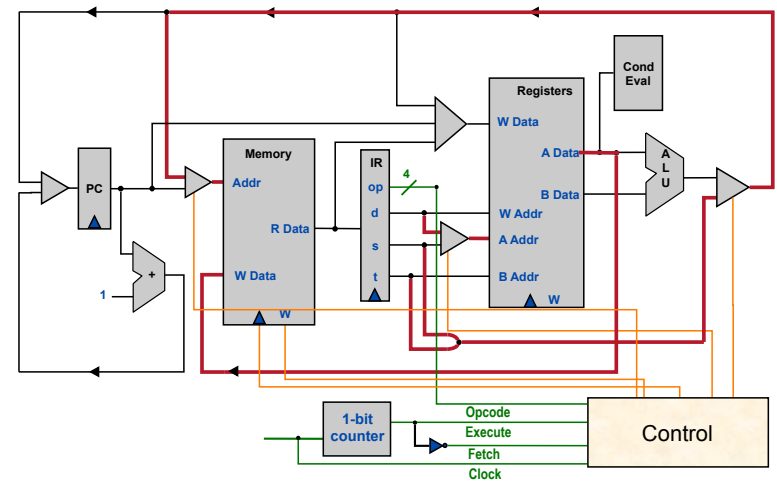 Cond
Eval
Registers
W Data
A Data
B Data
W Addr
A Addr
B Addr
W
A
L
U
Memory
Addr
R Data
W Data
W
IR
op
d
s
t
4
PC
+
1
1-bit
counter
Opcode
Execute
Fetch
Clock
Control